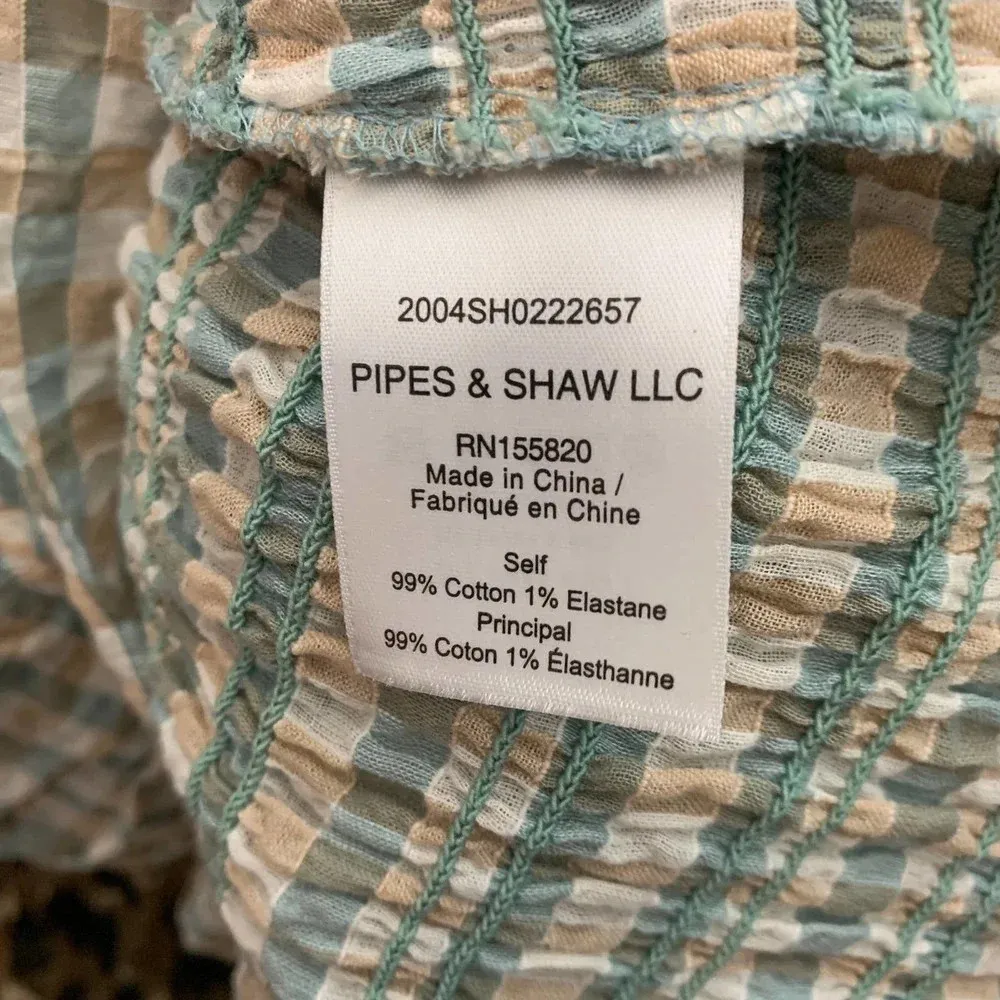 2004SH0222657
PIPES & SHAW LLC
RN155820
Made in China /
Fabriqué en Chine
Self
99% Cotton 1% Elastane
Principal
99% Coton 1% Élasthanne